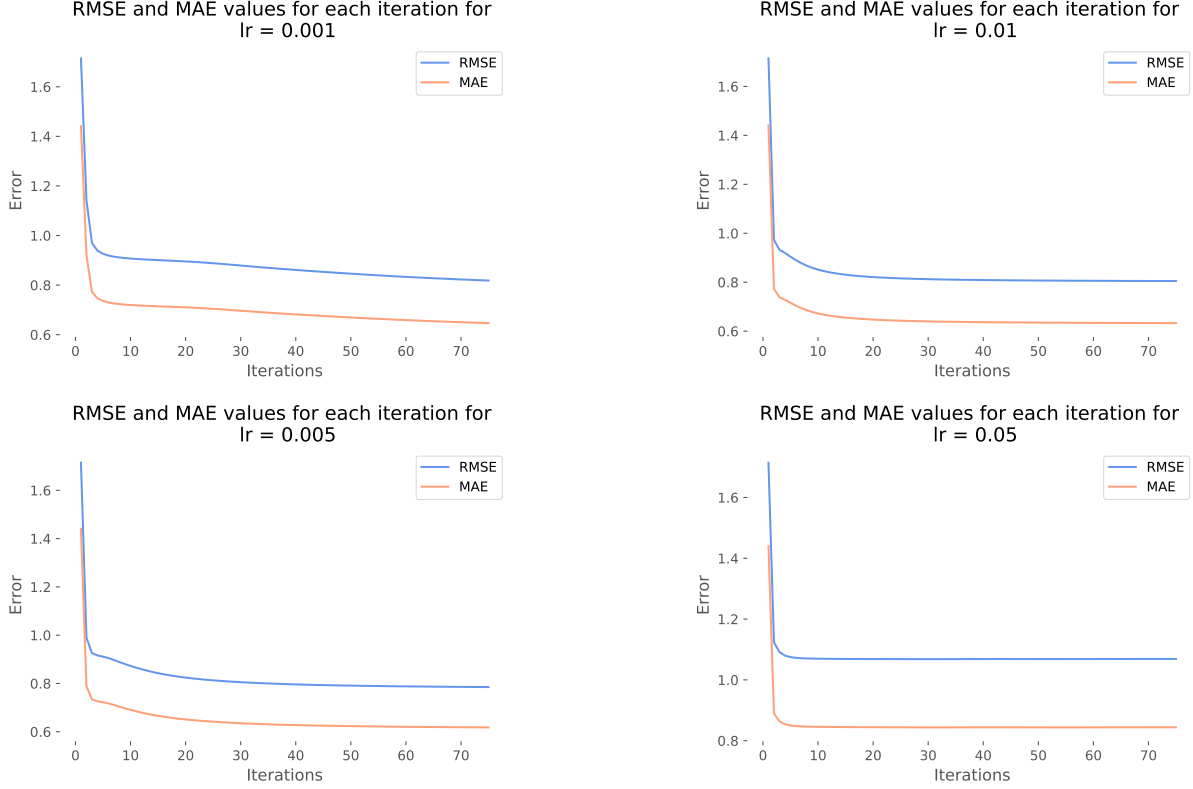 RMSE and MAE values for each iteration for
lr = 0.001
RMSE
MAE
1.6
1.4
1.2
1.0
0.8
0.6
Error
0 10 20 30 40 50 60 70
Iterations
RMSE and MAE values for each iteration for
lr = 0.01
RMSE
MAE
1.6
1.4
1.2
1.0
0.8
0.6
Error
0 10 20 30 40 50 60 70
Iterations
RMSE and MAE values for each iteration for
lr = 0.005
RMSE
MAE
1.6
1.4
1.2
1.0
0.8
0.6
Error
0 10 20 30 40 50 60 70
Iterations
RMSE and MAE values for each iteration for
lr = 0.05
RMSE
MAE
1.6
1.4
1.2
1.0
0.8
Error
0 10 20 30 40 50 60 70
Iterations